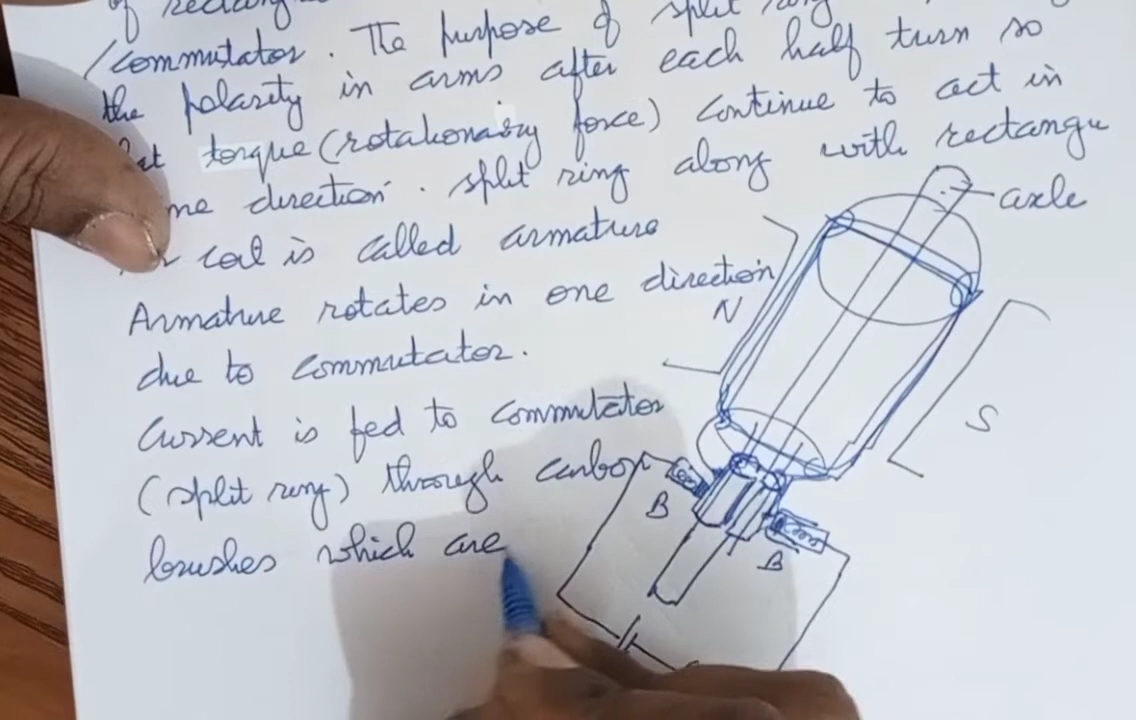 of rectang
/commutator. The purpose of split ring
the polarity in arms after each half turn so
torque (rotationary force) continue to act in
me direction. split ring along with rectangu
coil is called armature
Armature rotates in one direction
due to commutator.
Current is fed to commutator
(split ring) through carbon
brushes which are
axle
N
S
B
B